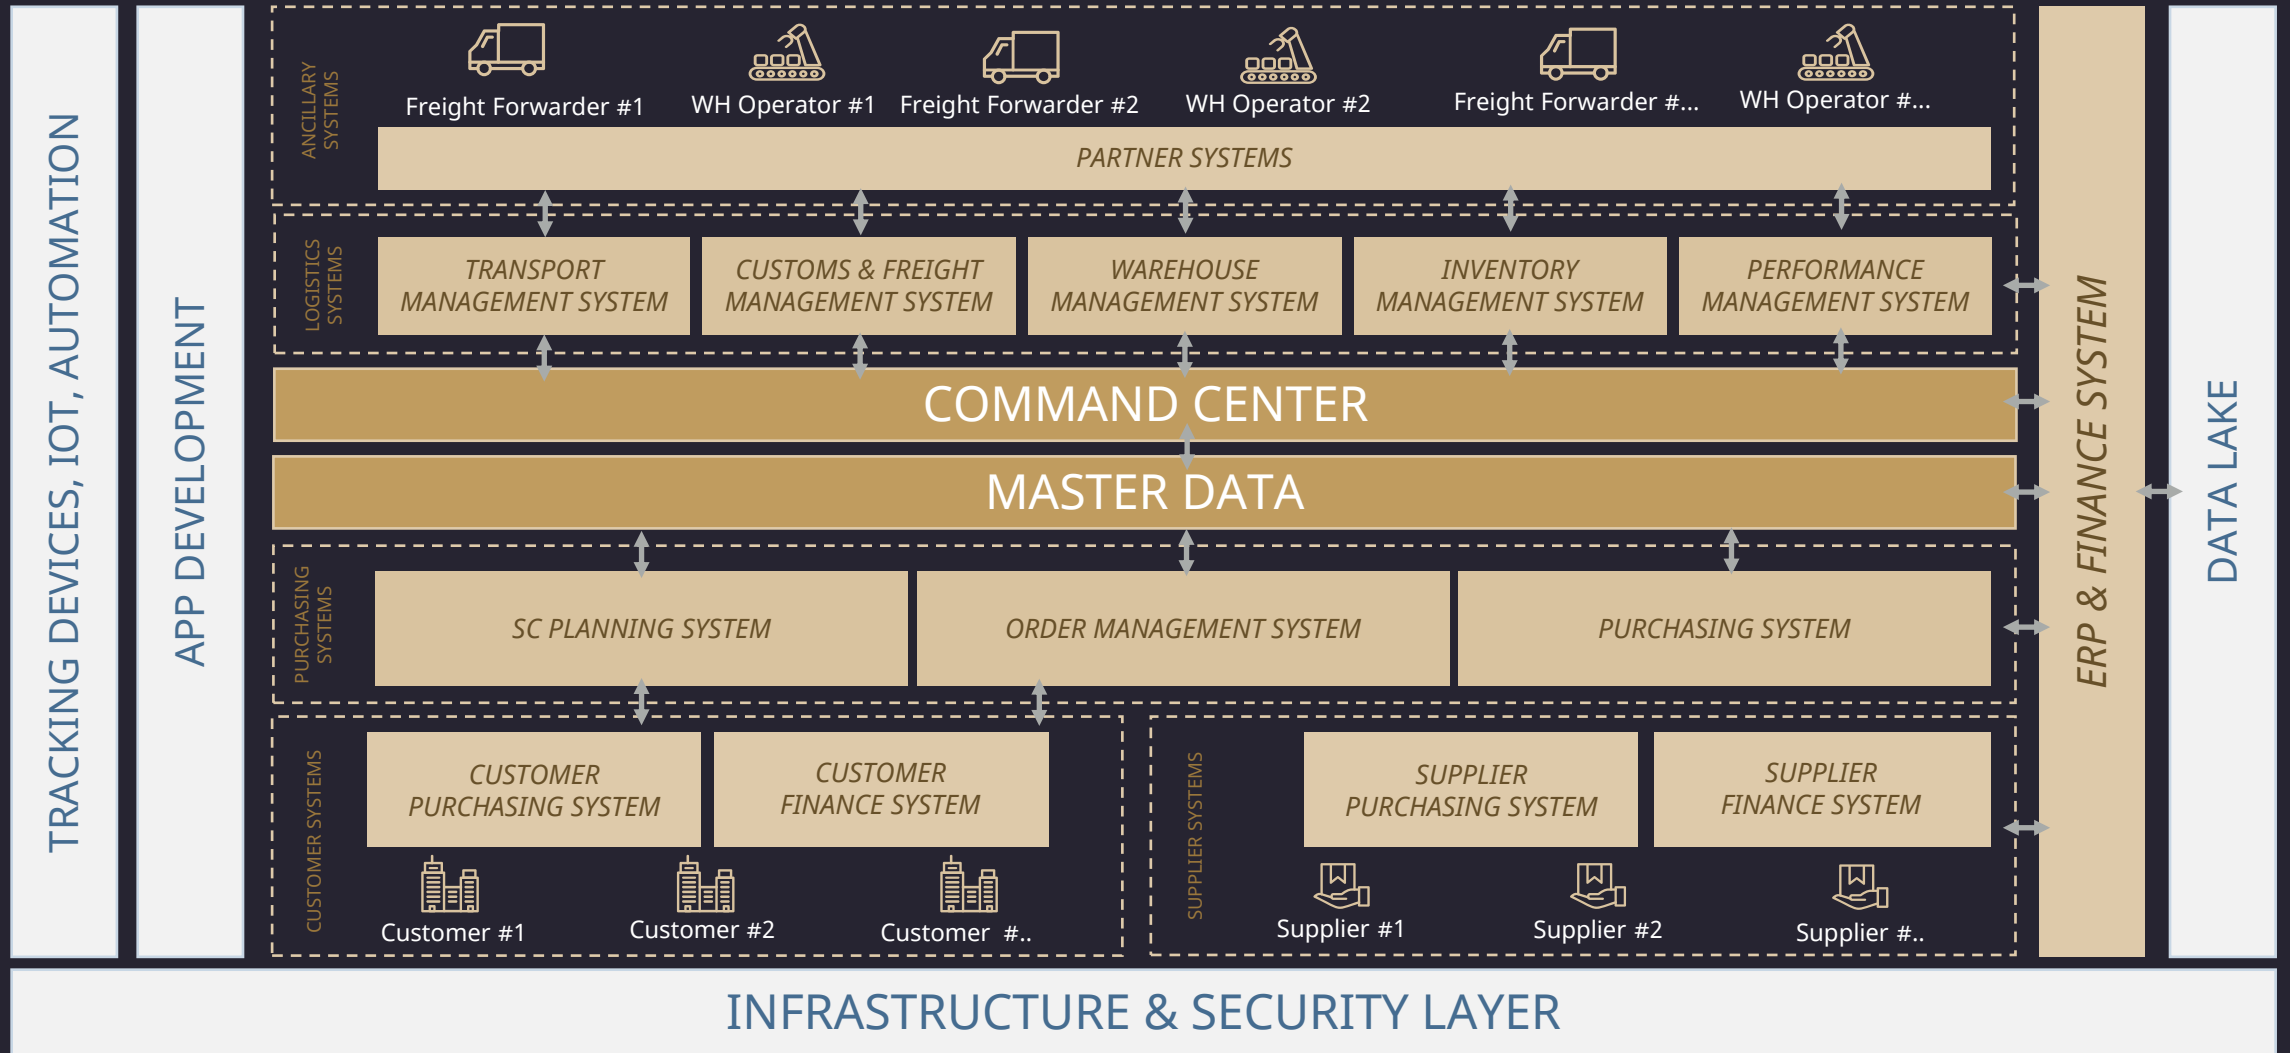 TRACKING DEVICES, IOT, AUTOMATION
APP DEVELOPMENT
ANCILLARY
SYSTEMS
Freight Forwarder #1
WH Operator #1
Freight Forwarder #2
WH Operator #2
Freight Forwarder #...
WH Operator #...
PARTNER SYSTEMS
LOGISTICS
SYSTEMS
TRANSPORT
MANAGEMENT SYSTEM
CUSTOMS & FREIGHT
MANAGEMENT SYSTEM
WAREHOUSE
MANAGEMENT SYSTEM
INVENTORY
MANAGEMENT SYSTEM
PERFORMANCE
MANAGEMENT SYSTEM
COMMAND CENTER
MASTER DATA
PURCHASING
SYSTEMS
SC PLANNING SYSTEM
ORDER MANAGEMENT SYSTEM
PURCHASING SYSTEM
CUSTOMER SYSTEMS
CUSTOMER
PURCHASING SYSTEM
CUSTOMER
FINANCE SYSTEM
Customer #1
Customer #2
Customer  #..
SUPPLIER SYSTEMS
SUPPLIER
PURCHASING SYSTEM
SUPPLIER
FINANCE SYSTEM
Supplier #1
Supplier #2
Supplier #..
ERP & FINANCE SYSTEM
DATA LAKE
INFRASTRUCTURE & SECURITY LAYER